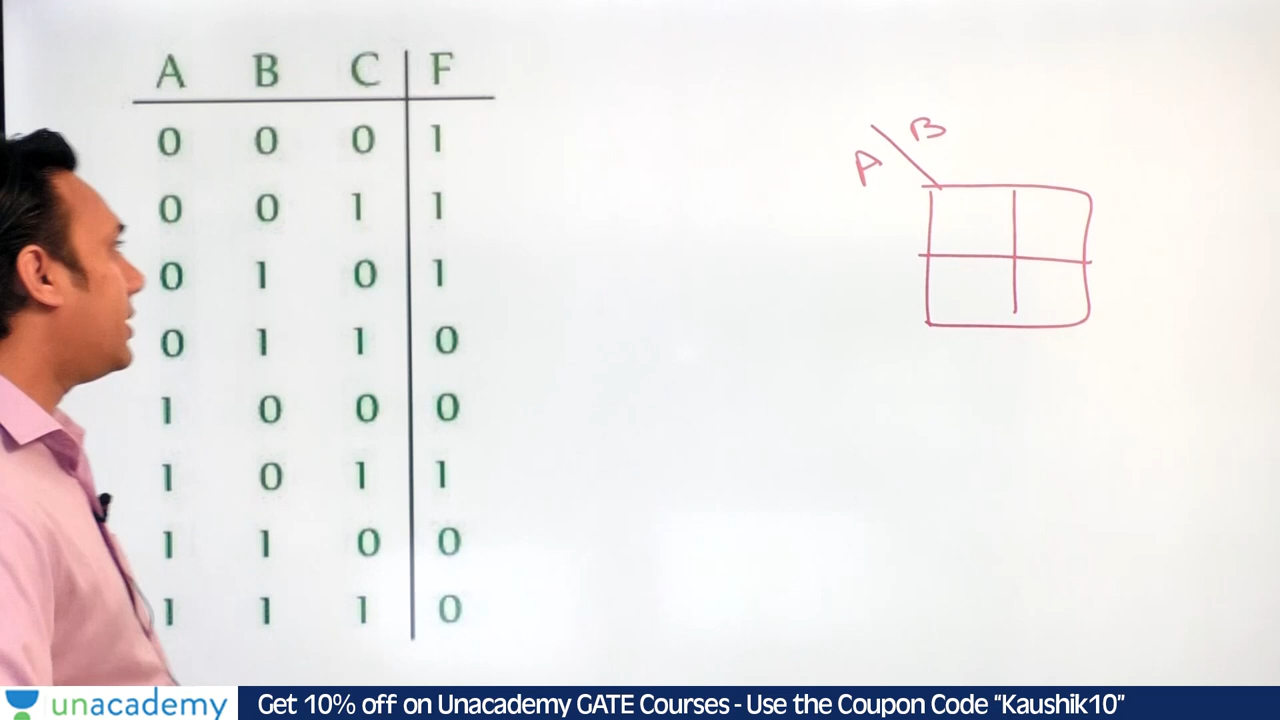 A B C F
0 0 0 1
0 0 1 1
0 1 0 1
0 1 1 0
1 0 0 0
1 0 1 1
1 1 0 0
1 1 1 0
B
A
unacademy
Get 10% off on Unacademy GATE Courses - Use the Coupon Code “Kaushik10”